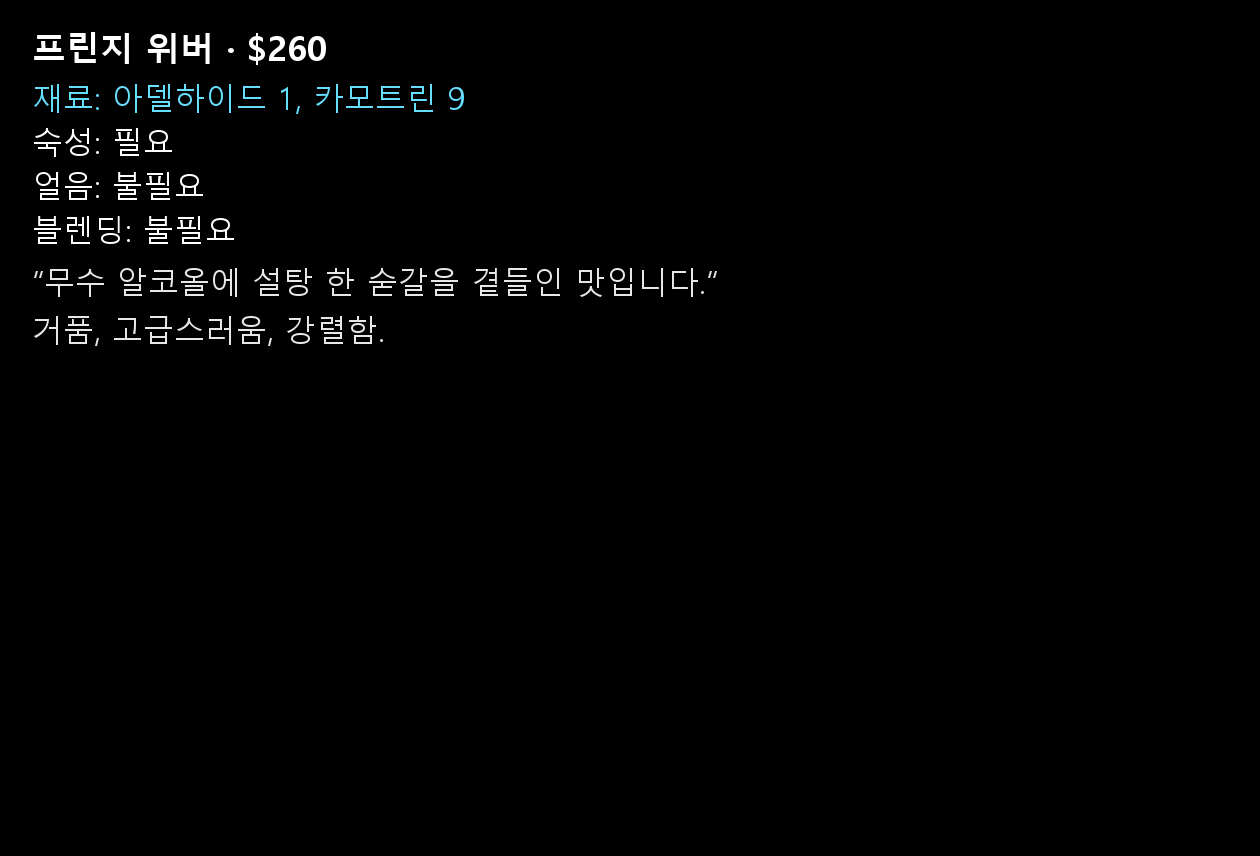 프린지 위버 · $260
재료: 아델하이드 1, 카모트린 9
숙성: 필요
얼음: 불필요
블렌딩: 불필요
“무수 알코올에 설탕 한 숟갈을 곁들인 맛입니다.”
거품, 고급스러움, 강렬함.